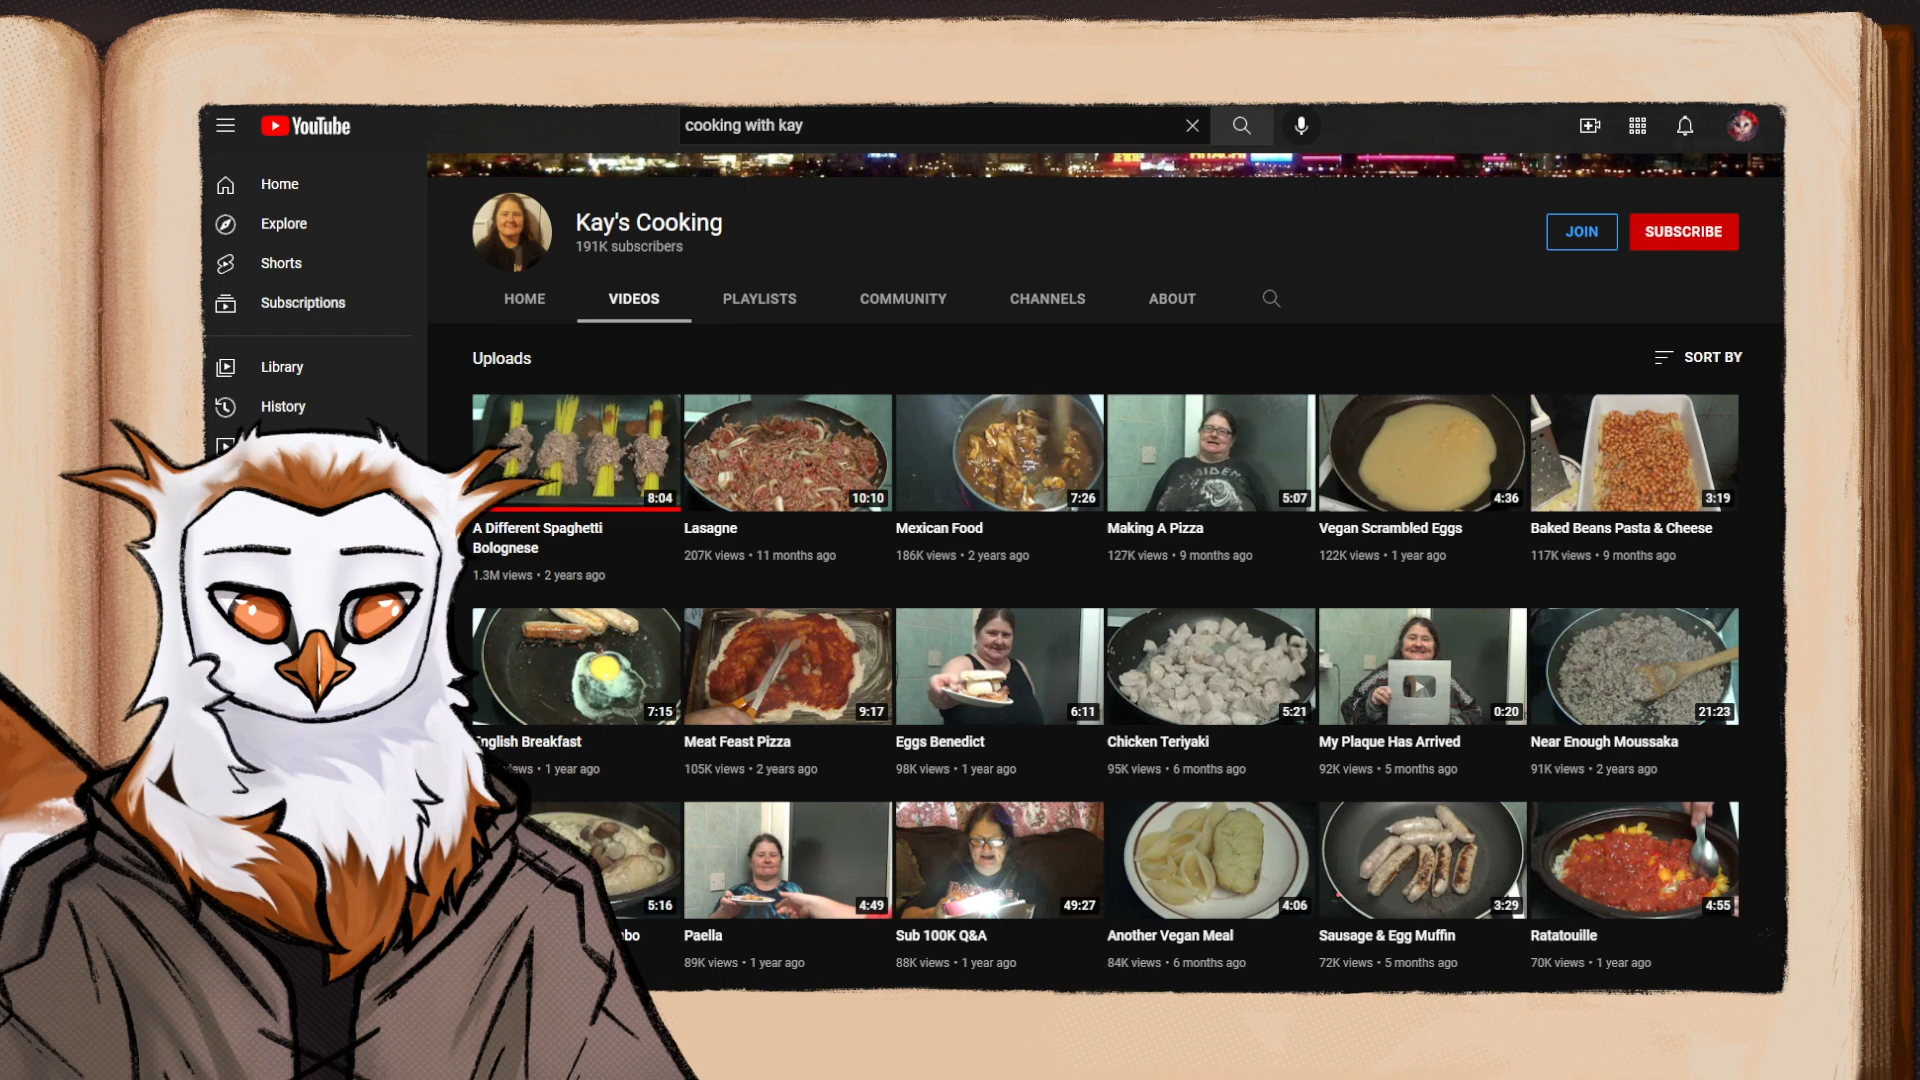 YouTube
cooking with kay
Home
Explore
Shorts
Subscriptions
Library
History
Kay's Cooking
191K subscribers
JOIN
SUBSCRIBE
HOME
VIDEOS
PLAYLISTS
COMMUNITY
CHANNELS
ABOUT
Uploads
SORT BY
8:04
10:10
7:26
5:07
4:36
3:19
A Different Spaghetti
Bolognese
1.3M views • 2 years ago
Lasagne
207K views • 11 months ago
Mexican Food
186K views • 2 years ago
Making A Pizza
127K views • 9 months ago
Vegan Scrambled Eggs
122K views • 1 year ago
Baked Beans Pasta & Cheese
117K views • 9 months ago
7:15
9:17
6:11
5:21
0:20
21:23
English Breakfast
views • 1 year ago
Meat Feast Pizza
105K views • 2 years ago
Eggs Benedict
98K views • 1 year ago
Chicken Teriyaki
95K views • 6 months ago
My Plaque Has Arrived
92K views • 5 months ago
Near Enough Moussaka
91K views • 2 years ago
5:16
4:49
49:27
4:06
3:29
4:55
Paella
89K views • 1 year ago
Sub 100K Q&A
88K views • 1 year ago
Another Vegan Meal
84K views • 6 months ago
Sausage & Egg Muffin
72K views • 5 months ago
Ratatouille
70K views • 1 year ago